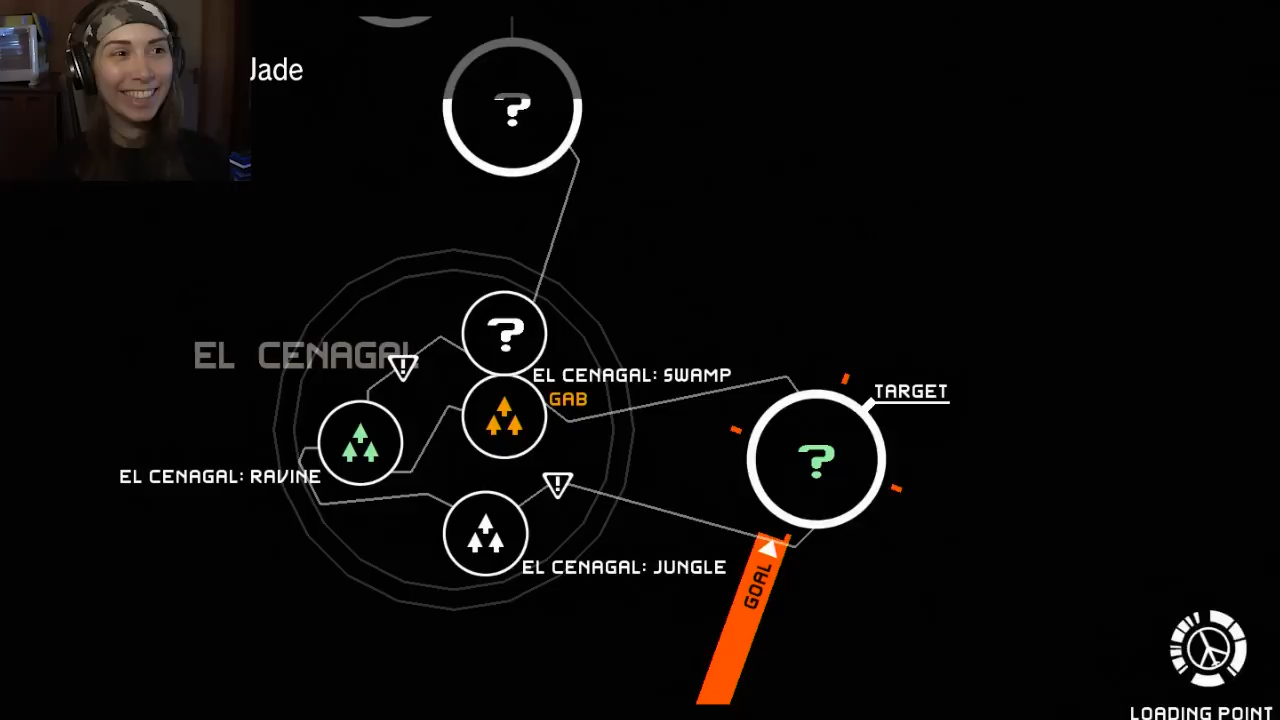 Jade
?
EL CENAGAL
?
EL CENAGAL: SWAMP
GAB
TARGET
?
EL CENAGAL: RAVINE
!
!
EL CENAGAL: JUNGLE
GOAL
LOADING POINT